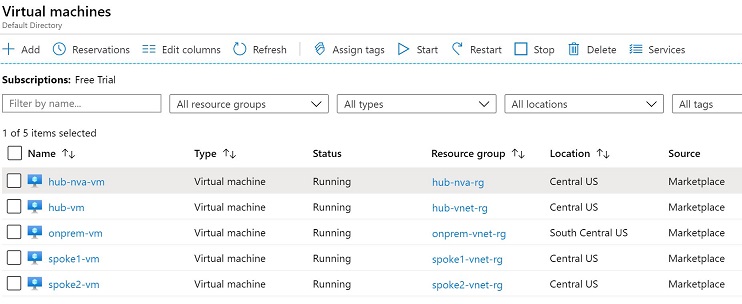 Virtual machines
Default Directory
Add Reservations Edit columns Refresh Assign tags Start Restart Stop Delete Services
Subscriptions: Free Trial
Filter by name... All resource groups All types All locations All tags
1 of 5 items selected
Name Type Status Resource group Location Source
hub-nva-vm Virtual machine Running hub-nva-rg Central US Marketplace
hub-vm Virtual machine Running hub-vnet-rg Central US Marketplace
onprem-vm Virtual machine Running onprem-vnet-rg South Central US Marketplace
spoke1-vm Virtual machine Running spoke1-vnet-rg Central US Marketplace
spoke2-vm Virtual machine Running spoke2-vnet-rg Central US Marketplace